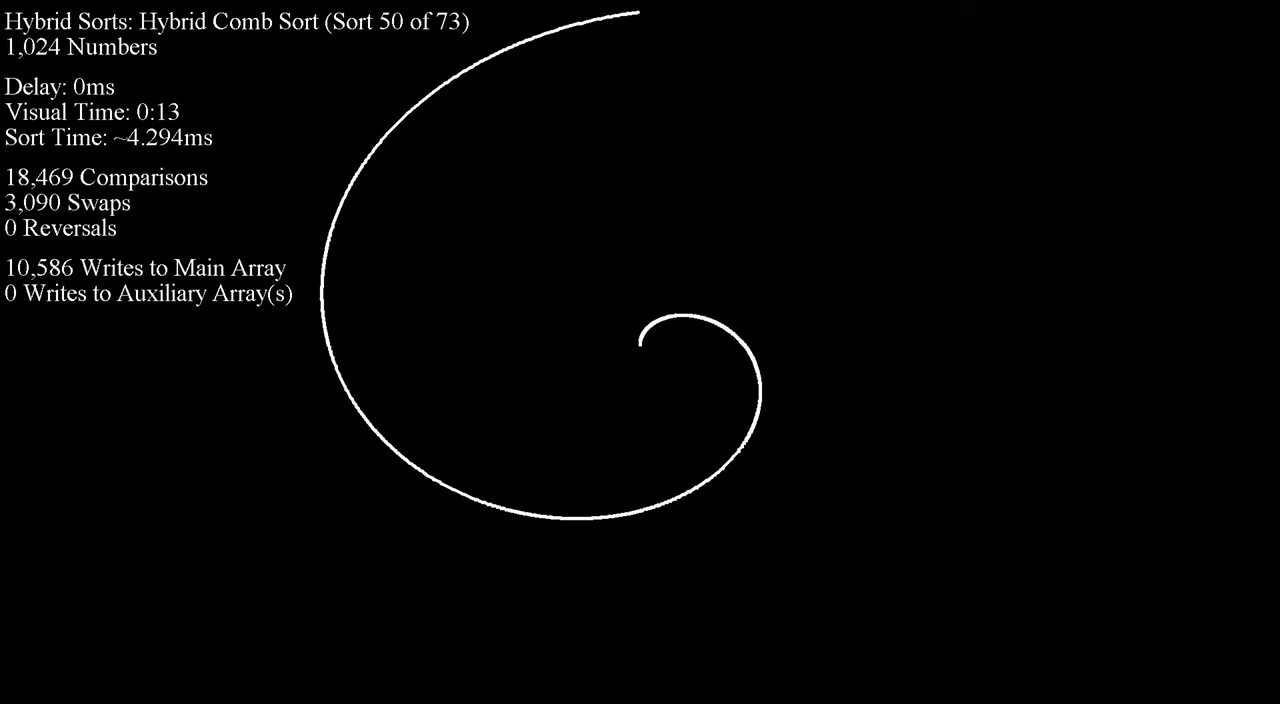 Hybrid Sorts: Hybrid Comb Sort (Sort 50 of 73)
1,024 Numbers
Delay: 0ms
Visual Time: 0:13
Sort Time: ~4.294ms
18,469 Comparisons
3,090 Swaps
0 Reversals
10,586 Writes to Main Array
0 Writes to Auxiliary Array(s)